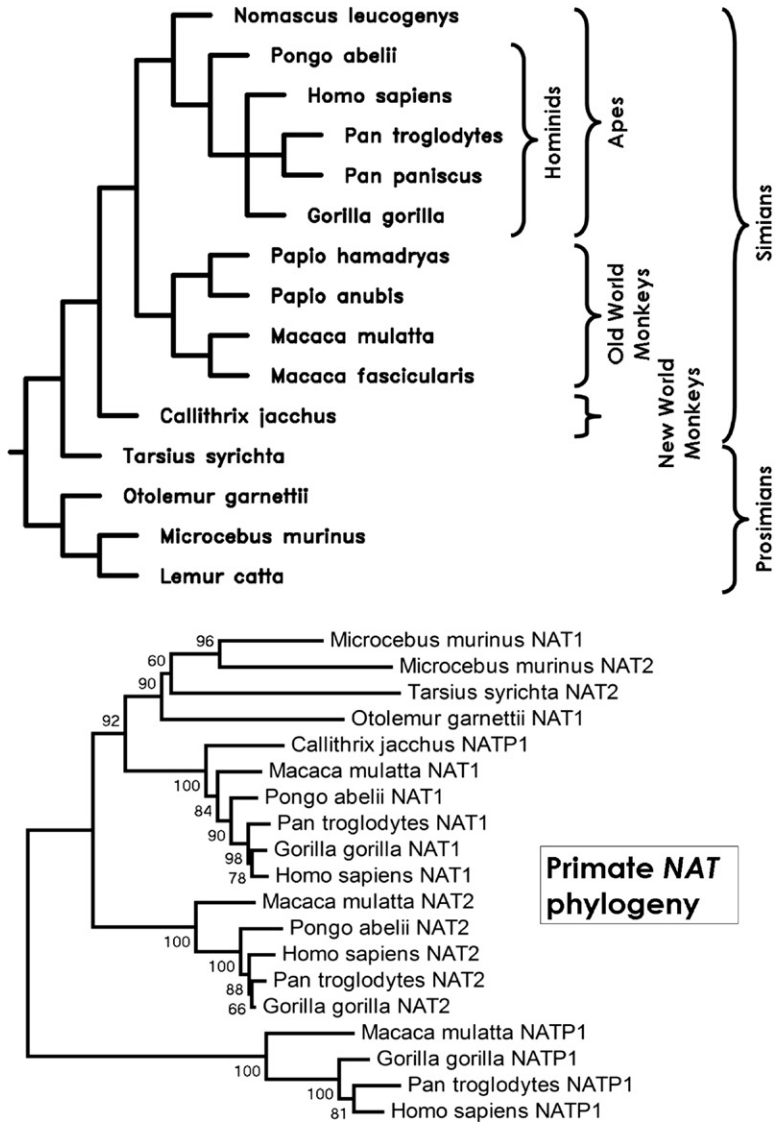 Nomascus leucogenys
Pongo abelii
Homo sapiens
Pan troglodytes
Pan paniscus
Gorilla gorilla
Papio hamadryas
Papio anubis
Macaca mulatta
Macaca fascicularis
Callithrix jacchus
Tarsius syrichta
Otolemur garnettii
Microcebus murinus
Lemur catta
Hominids
Apes
Old World
Monkeys
New World
Monkeys
Simians
Prosimians
Microcebus murinus NAT1
Microcebus murinus NAT2
Tarsius syrichta NAT2
Otolemur garnettii NAT1
Callithrix jacchus NATP1
Macaca mulatta NAT1
Pongo abelii NAT1
Pan troglodytes NAT1
Gorilla gorilla NAT1
Homo sapiens NAT1
Macaca mulatta NAT2
Pongo abelii NAT2
Homo sapiens NAT2
Pan troglodytes NAT2
Gorilla gorilla NAT2
Macaca mulatta NATP1
Gorilla gorilla NATP1
Pan troglodytes NATP1
Homo sapiens NATP1
96
60
90
92
100
84
90
98
78
100
100
88
66
100
100
81
Primate NAT
phylogeny